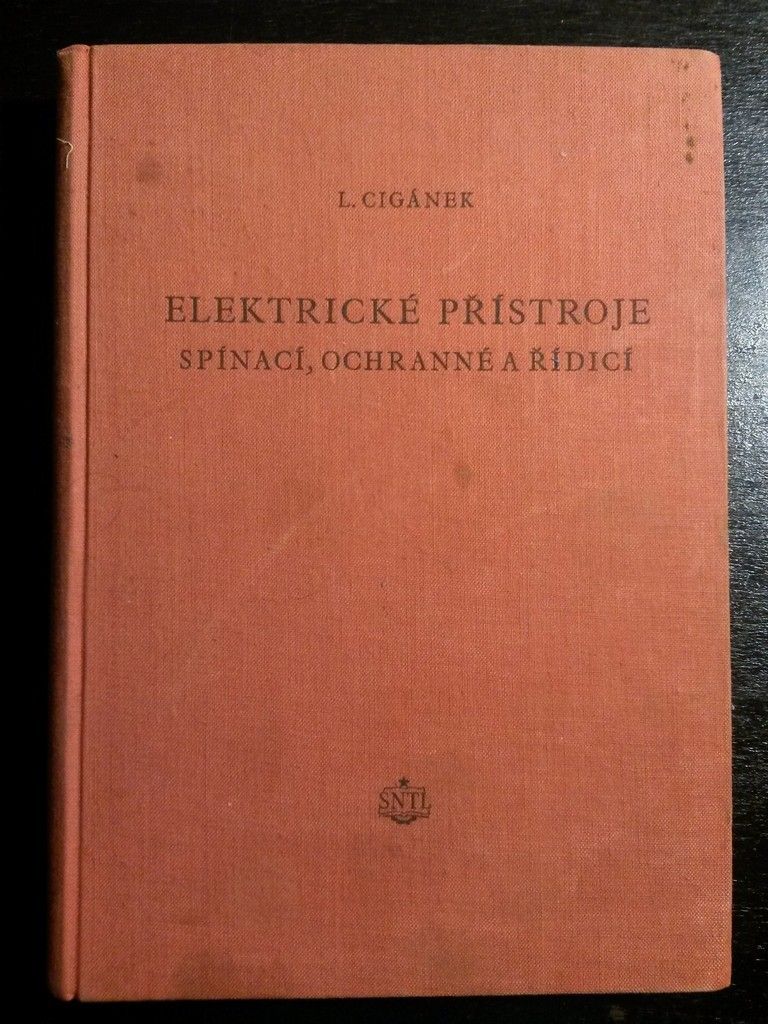 L. CIGÁNEK
ELEKTRICKÉ PŘÍSTROJE
SPÍNACÍ, OCHRANNÉ A ŘÍDICÍ
SNTL